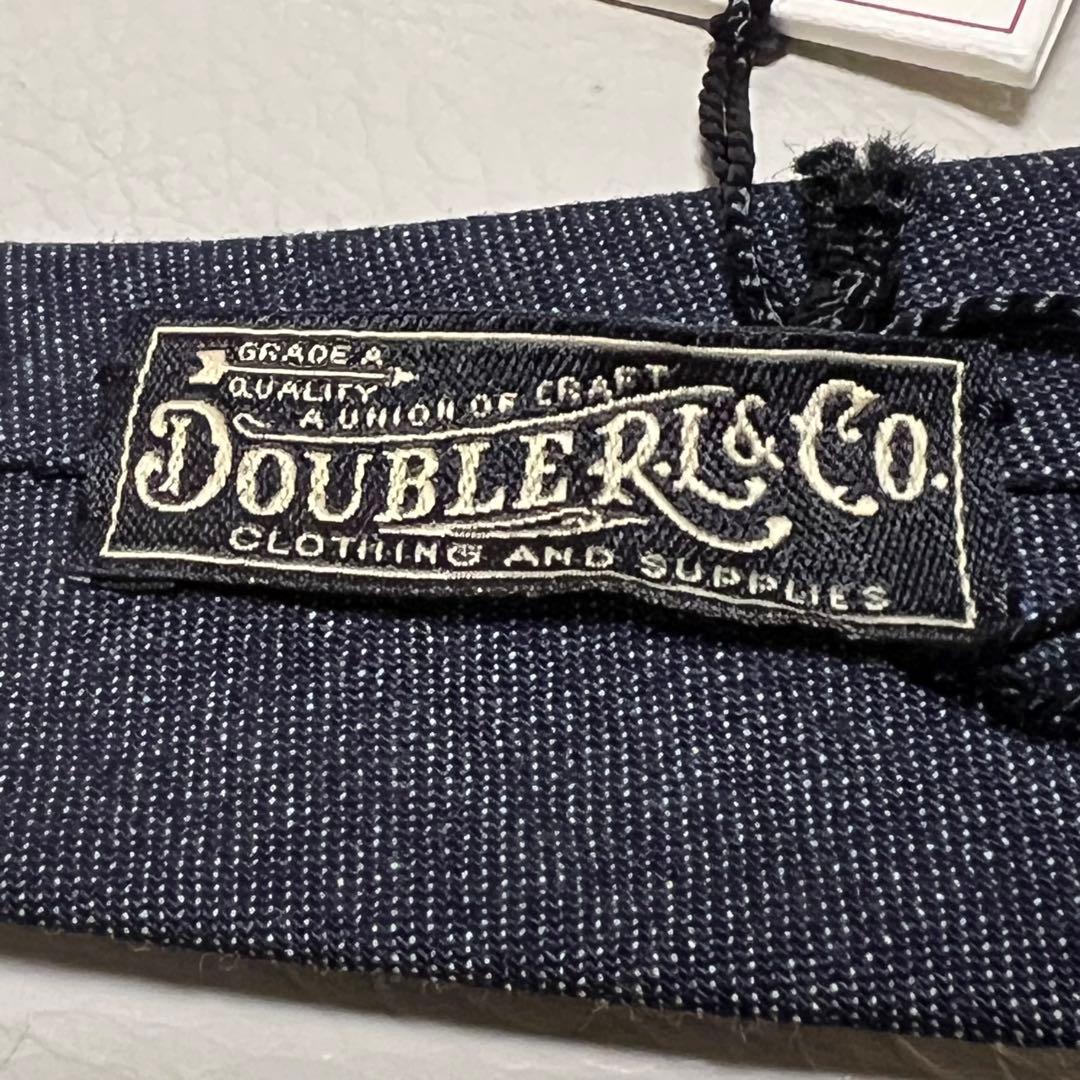 GRADE A
QUALITY
A UNION OF CRAFT
DOUBLE RL & CO.
CLOTHING AND SUPPLIES